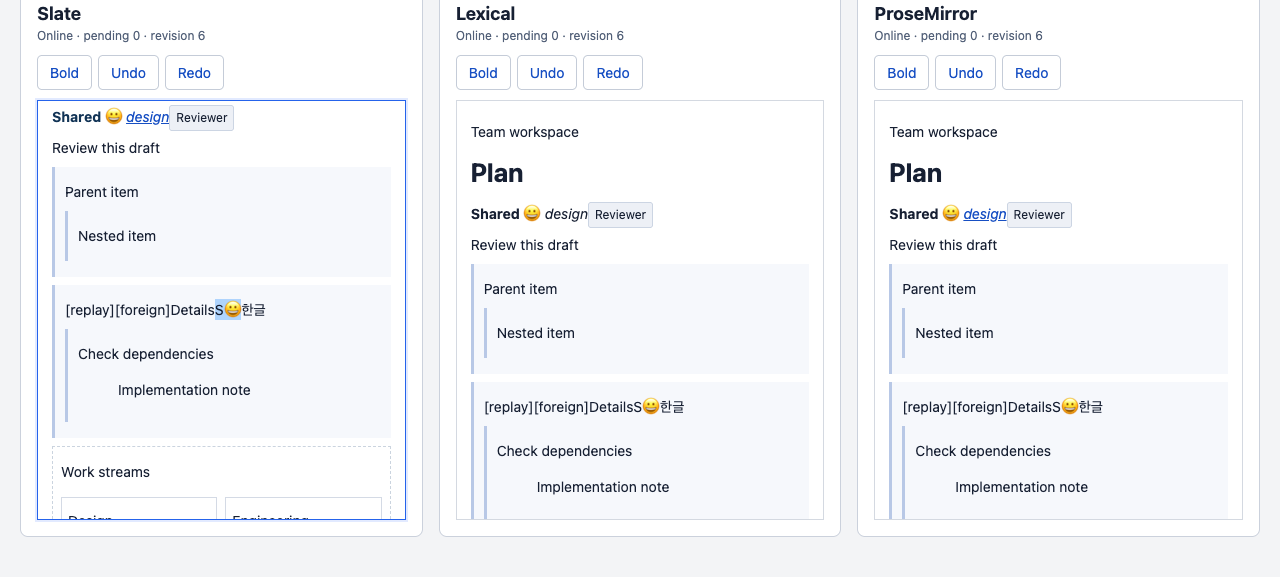 Slate
Online · pending 0 · revision 6
Bold Undo Redo
Shared 😀 design Reviewer
Review this draft
Parent item
Nested item
[replay][foreign]DetailsS😀한글
Check dependencies
Implementation note
Work streams
Design Engineering
Lexical
Online · pending 0 · revision 6
Bold Undo Redo
Team workspace
Plan
Shared 😀 design Reviewer
Review this draft
Parent item
Nested item
[replay][foreign]DetailsS😀한글
Check dependencies
Implementation note
ProseMirror
Online · pending 0 · revision 6
Bold Undo Redo
Team workspace
Plan
Shared 😀 design Reviewer
Review this draft
Parent item
Nested item
[replay][foreign]DetailsS😀한글
Check dependencies
Implementation note